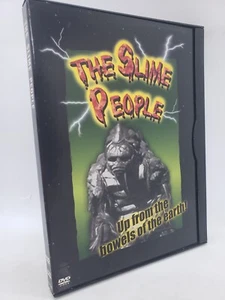 THE SLIME
PEOPLE
Up from the
bowels of the earth!
DVD